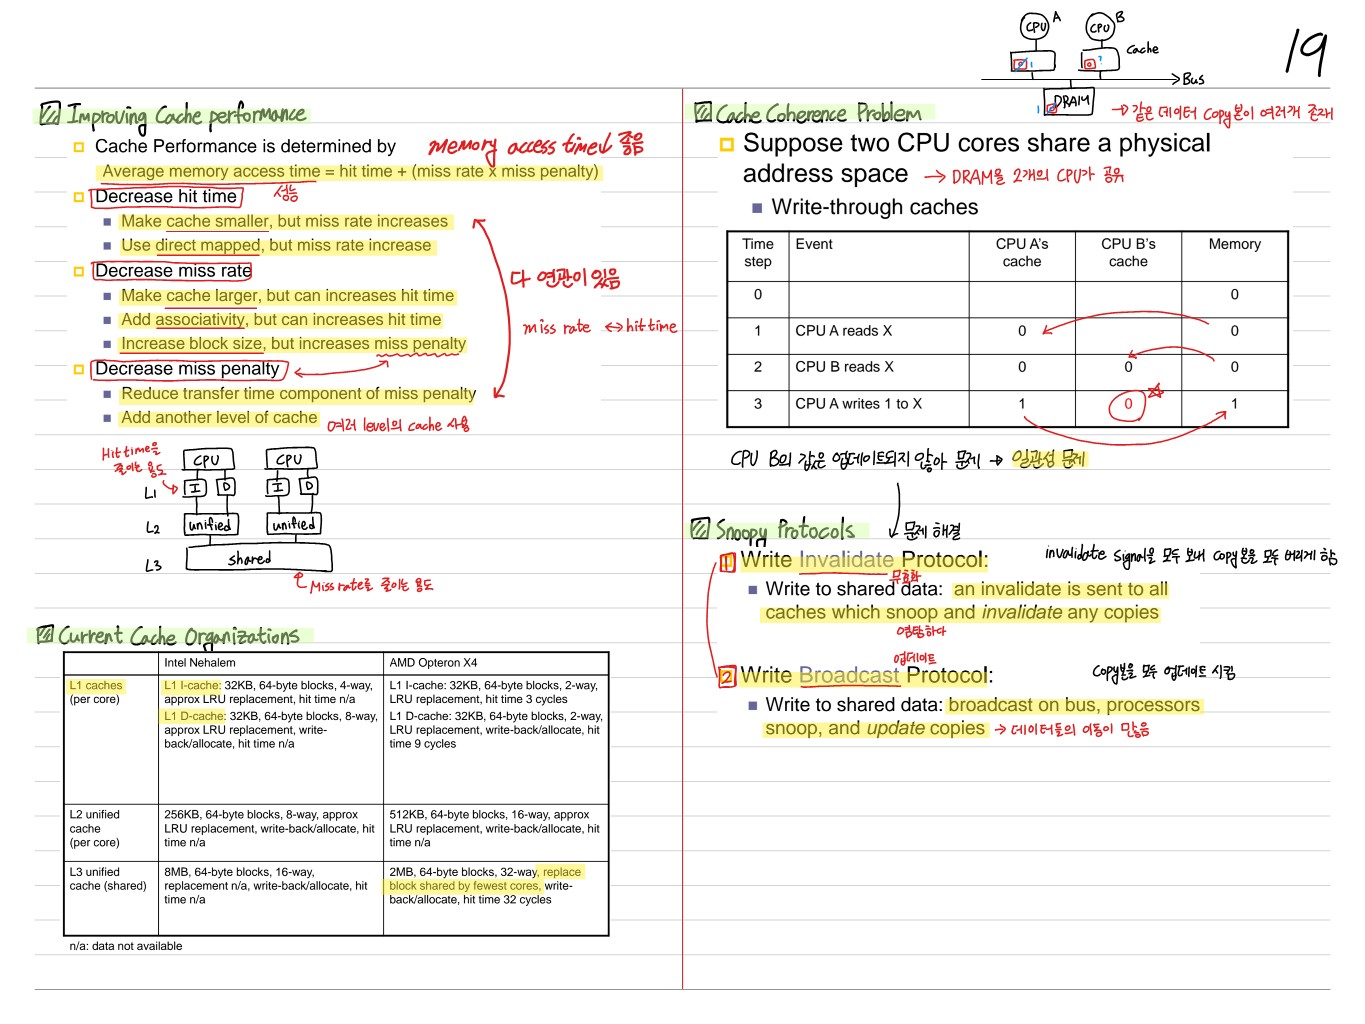 19
CPU A
CPU B
Cache
Bus
DRAM
Improving Cache performance
Cache Performance is determined by
memory access time↓ 좋음
Average memory access time = hit time + (miss rate x miss penalty)
성능
Decrease hit time
Make cache smaller, but miss rate increases
Use direct mapped, but miss rate increase
Decrease miss rate
Make cache larger, but can increases hit time
Add associativity, but can increases hit time
Increase block size, but increases miss penalty
다 연관이 있음
miss rate ↔ hit time
Decrease miss penalty
Reduce transfer time component of miss penalty
Add another level of cache
여러 level의 cache 사용
Hit time을
줄이는 용도
CPU CPU
L1 I D I D
L2 unified unified
L3 shared
Miss rate를 줄이는 용도
Current Cache Organizations
Intel Nehalem
AMD Opteron X4
L1 caches
(per core)
L1 I-cache: 32KB, 64-byte blocks, 4-way,
approx LRU replacement, hit time n/a
L1 D-cache: 32KB, 64-byte blocks, 8-way,
approx LRU replacement, write-
back/allocate, hit time n/a
L1 I-cache: 32KB, 64-byte blocks, 2-way,
LRU replacement, hit time 3 cycles
L1 D-cache: 32KB, 64-byte blocks, 2-way,
LRU replacement, write-back/allocate, hit
time 9 cycles
L2 unified
cache
(per core)
256KB, 64-byte blocks, 8-way, approx
LRU replacement, write-back/allocate, hit
time n/a
512KB, 64-byte blocks, 16-way, approx
LRU replacement, write-back/allocate, hit
time n/a
L3 unified
cache (shared)
8MB, 64-byte blocks, 16-way,
replacement n/a, write-back/allocate, hit
time n/a
2MB, 64-byte blocks, 32-way, replace
block shared by fewest cores, write-
back/allocate, hit time 32 cycles
n/a: data not available
Cache Coherence Problem
→ 같은 데이터 Copy본이 여러개 존재
Suppose two CPU cores share a physical
address space → DRAM을 2개의 CPU가 공유
Write-through caches
Time
step
Event
CPU A's
cache
CPU B's
cache
Memory
0 0
1 CPU A reads X 0 0
2 CPU B reads X 0 0 0
3 CPU A writes 1 to X 1 0 1
CPU B의 값은 업데이트되지 않아 문제 → 일관성 문제
문제 해결
Snoopy Protocols
1 Write Invalidate Protocol:
무효화
invalidate signal을 모두 보내 copy본을 모두 버리게 함
Write to shared data: an invalidate is sent to all
caches which snoop and invalidate any copies
염탐하다
업데이트
2 Write Broadcast Protocol:
copy본을 모두 업데이트 시킴
Write to shared data: broadcast on bus, processors
snoop, and update copies → 데이터들의 이동이 많음